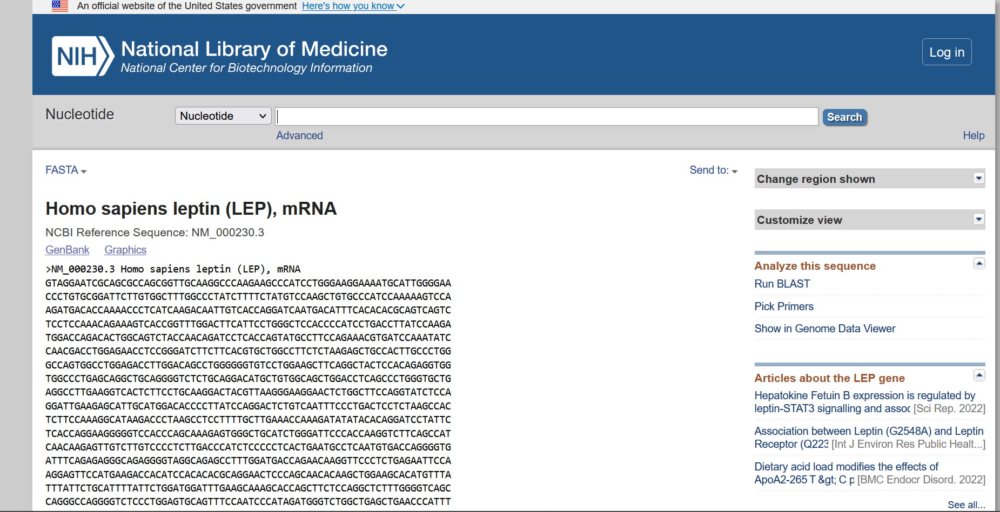 An official website of the United States government Here's how you know
NIH National Library of Medicine
National Center for Biotechnology Information
Log in
Nucleotide
Nucleotide
Search
Advanced
Help
FASTA
Send to:
Homo sapiens leptin (LEP), mRNA
NCBI Reference Sequence: NM_000230.3
GenBank Graphics
>NM_000230.3 Homo sapiens leptin (LEP), mRNA
GTAGGAATCGCAGCGCCAGCGGTTGCAAGGCCCAAGAAGCCCATCCTGGGAAGGAAAATGCATTGGGGAA
CCCTGTGCGGATTCTTGTGGCTTTGGCCCTATCTTTTCTATGTCCAAGCTGTGCCCATCCAAAAAGTCCA
AGATGACACCAAAACCCTCATCAAGACAATTGTCACCAGGATCAATGACATTTCACACACGCAGTCAGTC
TCCTCCAAACAGAAAGTCACCGGTTTGGACTTCATTCCTGGGCTCCACCCCATCCTGACCTTATCCAAGA
TGGACCAGACACTGGCAGTCTACCAACAGATCCTCACCAGTATGCCTTCCAGAAACGTGATCCAAATATC
CAACGACCTGGAGAACCTCCGGGATCTTCTTCACGTGCTGGCCTTCTCTAAGAGCTGCCACTTGCCCTGG
GCCAGTGGCCTGGAGACCTTGGACAGCCTGGGGGGTGTCCTGGAAGCTTCAGGCTACTCCACAGAGGTGG
TGGCCCTGAGCAGGCTGCAGGGGTCTCTGCAGGACATGCTGTGGCAGCTGGACCTCAGCCCTGGGTGCTG
AGGCCTTGAAGGTCACTCTTCCTGCAAGGACTACGTTAAGGGAAGGAACTCTGGCTTCCAGGTATCTCCA
GGATTGAAGAGCATTGCATGGACACCCCTTATCCAGGACTCTGTCAATTTCCCTGACTCCTCTAAGCCAC
TCTTCCAAAGGCATAAGACCCTAAGCCTCCTTTTGCTTGAAACCAAAGATATATACACAGGATCCTATTC
TCACCAGGAAGGGGGTCCACCCAGCAAAGAGTGGGCTGCATCTGGGATTCCCACCAAGGTCTTCAGCCAT
CAACAAGAGTTGTCTTGTCCCCTCTTGACCCATCTCCCCCTCACTGAATGCCTCAATGTGACCAGGGGTG
ATTTCAGAGAGGGCAGAGGGGTAGGCAGAGCCTTTGGATGACCAGAACAAGGTTCCCTCTGAGAATTCCA
AGGAGTTCCATGAAGACCACATCCACACACGCAGGAACTCCCAGCAACACAAGCTGGAAGCACATGTTTA
TTTATTCTGCATTTTATTCTGGATGGATTTGAAGCAAAGCACCAGCTTCTCCAGGCTCTTTGGGGTCAGC
CAGGGCCAGGGGTCTCCCTGGAGTGCAGTTTCCAATCCCATAGATGGGTCTGGCTGAGCTGAACCCATTT
Change region shown
Customize view
Analyze this sequence
Run BLAST
Pick Primers
Show in Genome Data Viewer
Articles about the LEP gene
Hepatokine Fetuin B expression is regulated by
leptin-STAT3 signalling and assoc [Sci Rep. 2022]
Association between Leptin (G2548A) and Leptin
Receptor (Q223 [Int J Environ Res Public Healt...]
Dietary acid load modifies the effects of
ApoA2-265 T &gt; C p [BMC Endocr Disord. 2022]
See all...